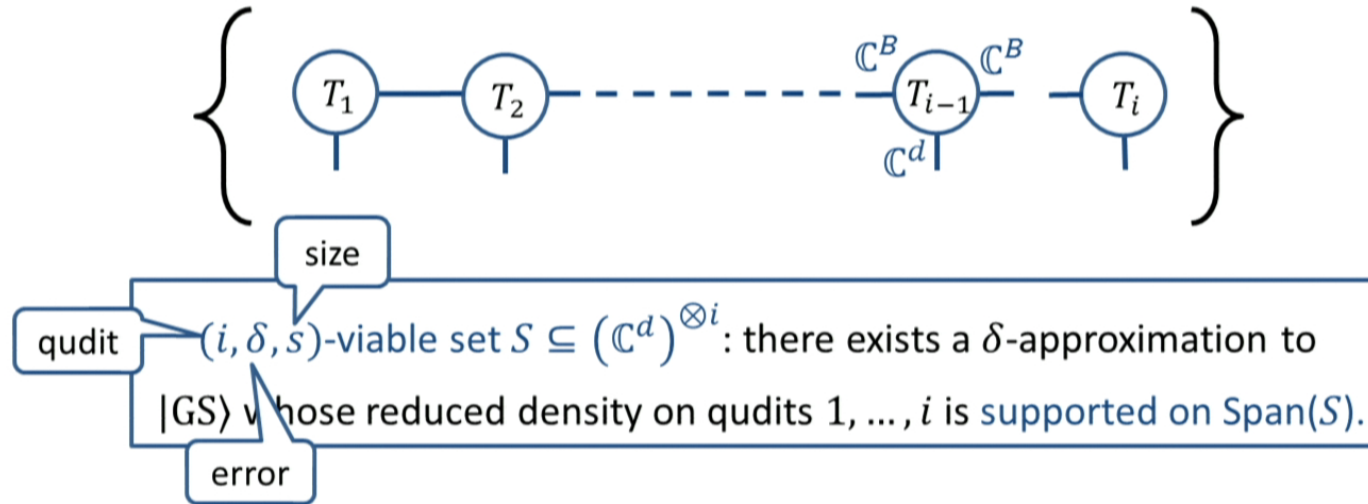 { T₁ T₂ ℂᴮ Tᵢ₋₁ ℂᴮ Tᵢ }
ℂᵈ
size
qudit
(i, δ, s)-viable set S ⊆ (ℂᵈ)^⊗i: there exists a δ-approximation to
|GS⟩ whose reduced density on qudits 1, …, i is supported on Span(S).
error